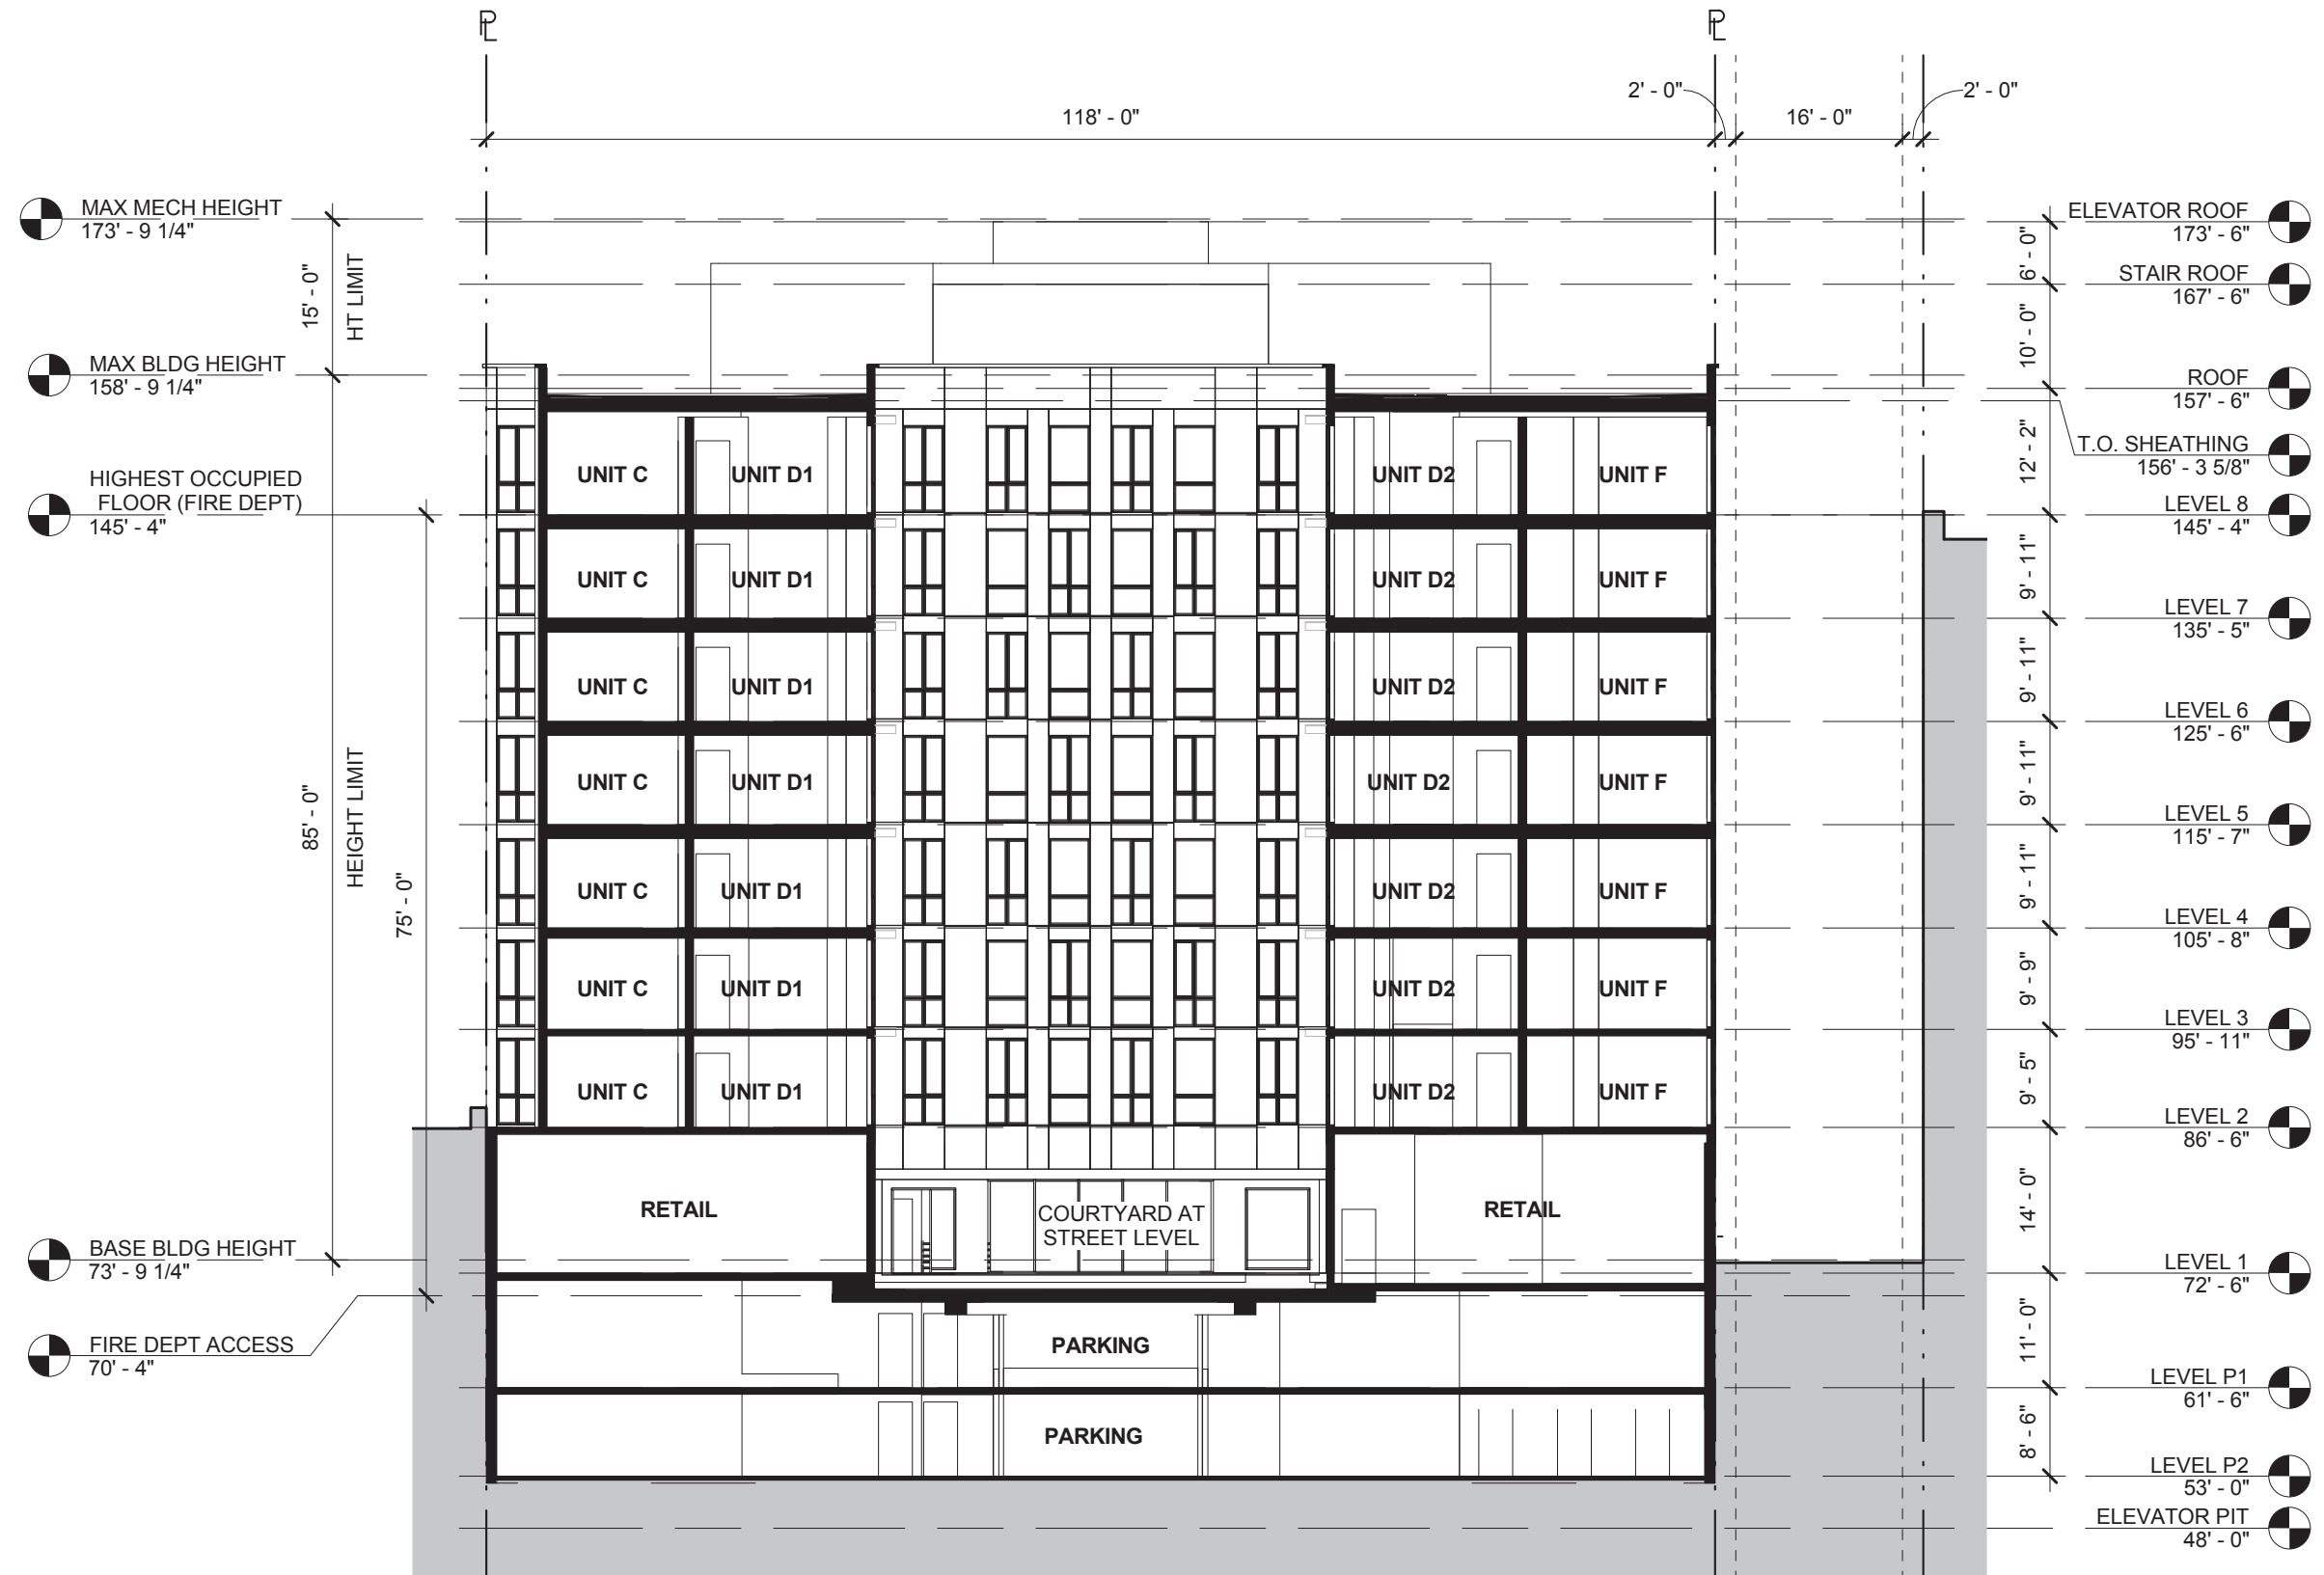 PL
PL
2' - 0"
2' - 0"
118' - 0"
16' - 0"
MAX MECH HEIGHT
173' - 9 1/4"
15' - 0"
HT LIMIT
MAX BLDG HEIGHT
158' - 9 1/4"
HIGHEST OCCUPIED
FLOOR (FIRE DEPT)
145' - 4"
85' - 0"
HEIGHT LIMIT
75' - 0"
BASE BLDG HEIGHT
73' - 9 1/4"
FIRE DEPT ACCESS
70' - 4"
UNIT C UNIT D1 UNIT D2 UNIT F
UNIT C UNIT D1 UNIT D2 UNIT F
UNIT C UNIT D1 UNIT D2 UNIT F
UNIT C UNIT D1 UNIT D2 UNIT F
UNIT C UNIT D1 UNIT D2 UNIT F
UNIT C UNIT D1 UNIT D2 UNIT F
UNIT C UNIT D1 UNIT D2 UNIT F
RETAIL
COURTYARD AT
STREET LEVEL
RETAIL
PARKING
PARKING
6' - 0"
10' - 0"
12' - 2"
9' - 11"
9' - 11"
9' - 11"
9' - 11"
9' - 9"
9' - 5"
14' - 0"
11' - 0"
8' - 6"
ELEVATOR ROOF
173' - 6"
STAIR ROOF
167' - 6"
ROOF
157' - 6"
T.O. SHEATHING
156' - 3 5/8"
LEVEL 8
145' - 4"
LEVEL 7
135' - 5"
LEVEL 6
125' - 6"
LEVEL 5
115' - 7"
LEVEL 4
105' - 8"
LEVEL 3
95' - 11"
LEVEL 2
86' - 6"
LEVEL 1
72' - 6"
LEVEL P1
61' - 6"
LEVEL P2
53' - 0"
ELEVATOR PIT
48' - 0"